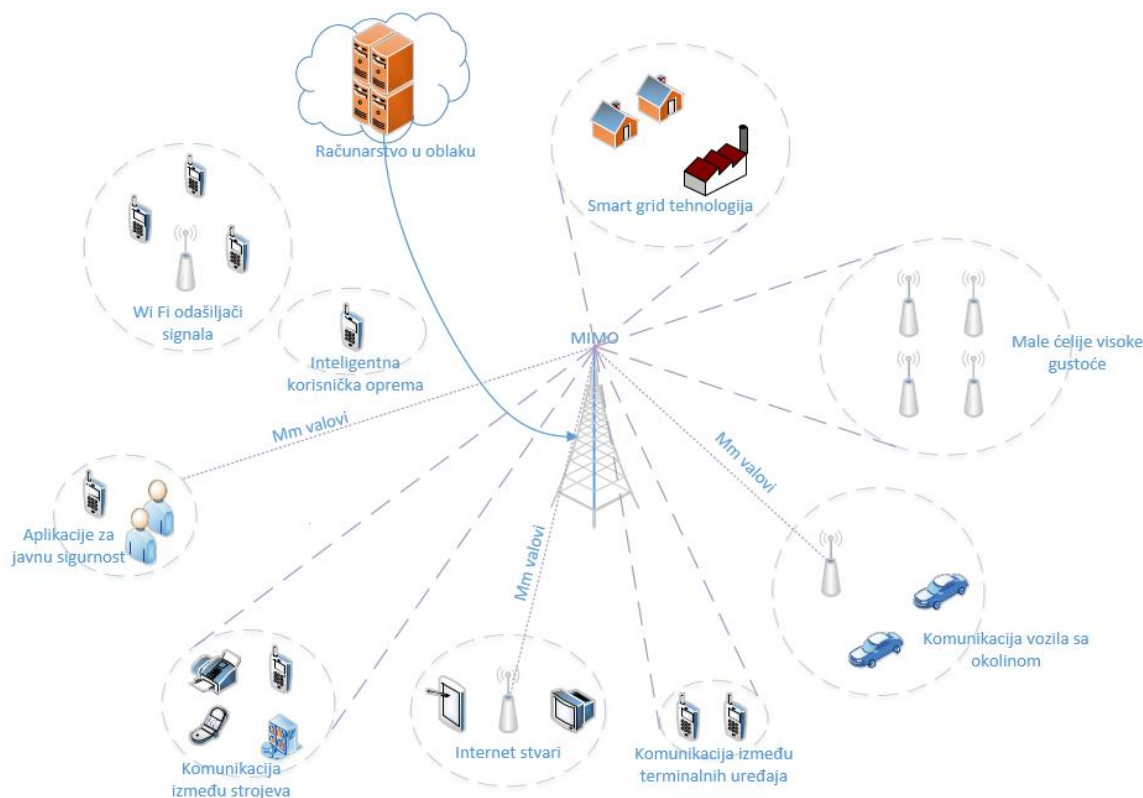 Računarstvo u oblaku
Smart grid tehnologija
Wi Fi odašiljači
signala
Inteligentna
korisnička oprema
MIMO
Male ćelije visoke
gustoće
Mm valovi
Mm valovi
Mm valovi
Aplikacije za
javnu sigurnost
Komunikacija vozila sa
okolinom
Komunikacija
između strojeva
Internet stvari
Komunikacija između
terminalnih uređaja